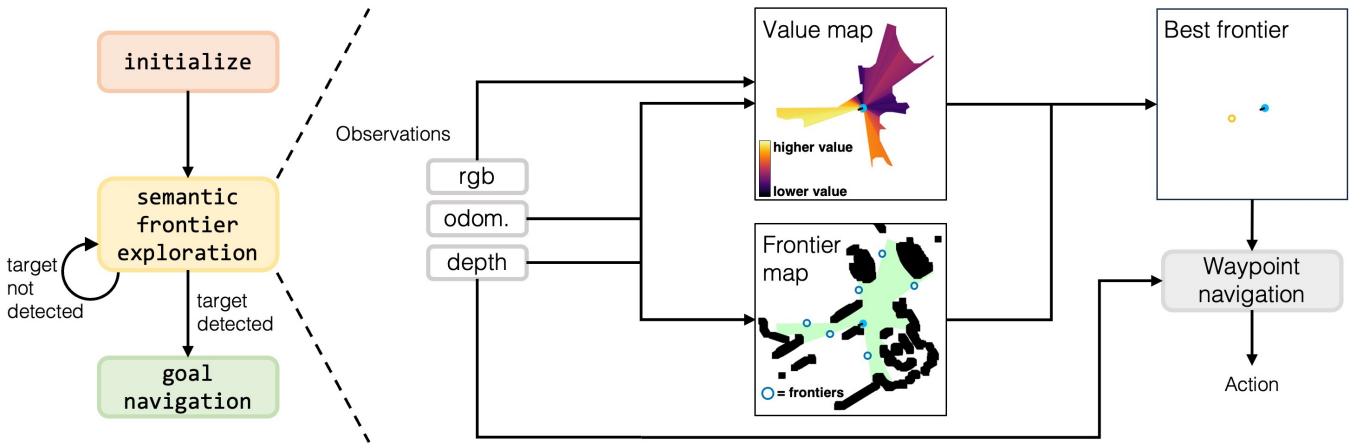 initialize
semantic
frontier
exploration
target
not
detected
target
detected
goal
navigation
Observations
rgb
odom.
depth
Value map
higher value
lower value
Frontier
map
= frontiers
Best frontier
Waypoint
navigation
Action